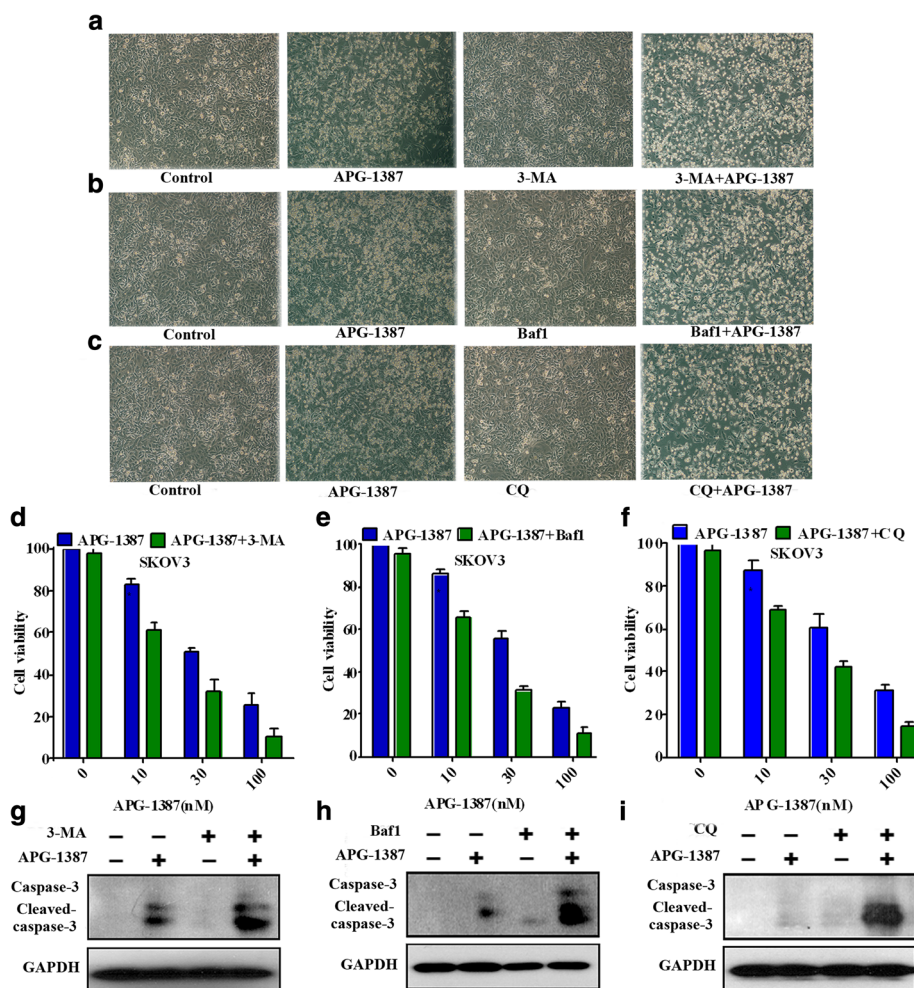 a
Control APG-1387 3-MA 3-MA+APG-1387
b
Control APG-1387 Baf1 Baf1+APG-1387
c
Control APG-1387 CQ CQ+APG-1387
d e f
APG-1387 APG-1387+3-MA
SKOV3
Cell viability
100
80
60
40
20
0
0 10 30 100
APG-1387(nM)
APG-1387 APG-1387+Baf1
SKOV3
Cell viability
100
80
60
40
20
0
0 10 30 100
APG-1387(nM)
APG-1387 APG-1387+CQ
SKOV3
Cell viability
100
80
60
40
20
0
0 10 30 100
APG-1387(nM)
g
3-MA − − + +
APG-1387 − + − +
Caspase-3
Cleaved-
caspase-3
GAPDH
h
Baf1 − − + +
APG-1387 − + − +
Caspase-3
Cleaved-
caspase-3
GAPDH
i
CQ − − + +
APG-1387 − + − +
Caspase-3
Cleaved-
caspase-3
GAPDH